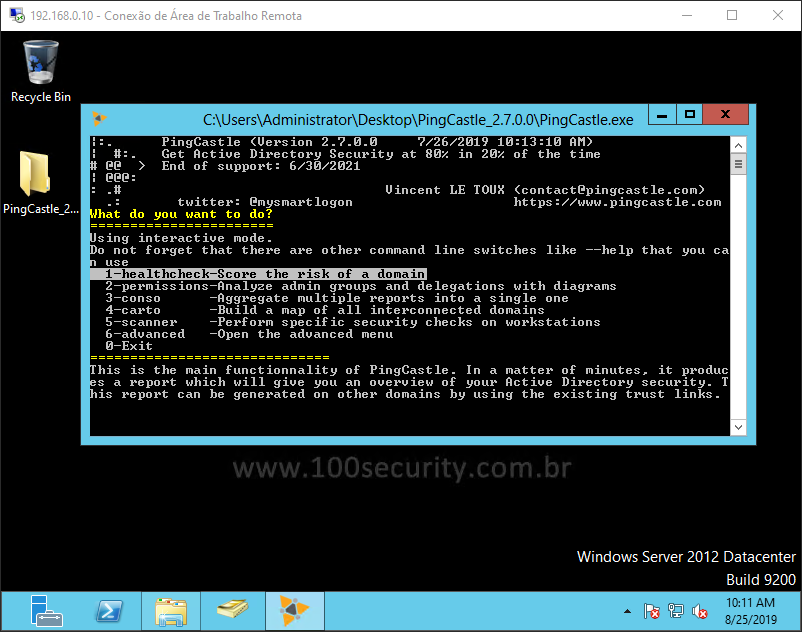 192.168.0.10 - Conexão de Área de Trabalho Remota
Recycle Bin
PingCastle_2...
C:\Users\Administrator\Desktop\PingCastle_2.7.0.0\PingCastle.exe
|:.      PingCastle (Version 2.7.0.0     7/26/2019 10:13:10 AM)
|  #:.   Get Active Directory Security at 80% in 20% of the time
# @@  >  End of support: 6/30/2021
| @@@:
: .#                                 Vincent LE TOUX (contact@pingcastle.com)
  .:       twitter: @mysmartlogon                    https://www.pingcastle.com
What do you want to do?
=======================
Using interactive mode.
Do not forget that there are other command line switches like --help that you ca
n use
  1-healthcheck-Score the risk of a domain
  2-permissions-Analyze admin groups and delegations with diagrams
  3-conso      -Aggregate multiple reports into a single one
  4-carto      -Build a map of all interconnected domains
  5-scanner    -Perform specific security checks on workstations
  6-advanced   -Open the advanced menu
  0-Exit
==============================
This is the main functionnality of PingCastle. In a matter of minutes, it produc
es a report which will give you an overview of your Active Directory security. T
his report can be generated on other domains by using the existing trust links.
www.100security.com.br
Windows Server 2012 Datacenter
Build 9200
10:11 AM
8/25/2019